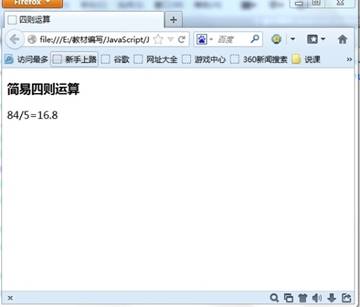 Firefox
四则运算
file:///E:/教材编写/JavaScript/J
百度
访问最多 新手上路 谷歌 网址大全 游戏中心 360新闻搜索 说课
简易四则运算
84/5=16.8